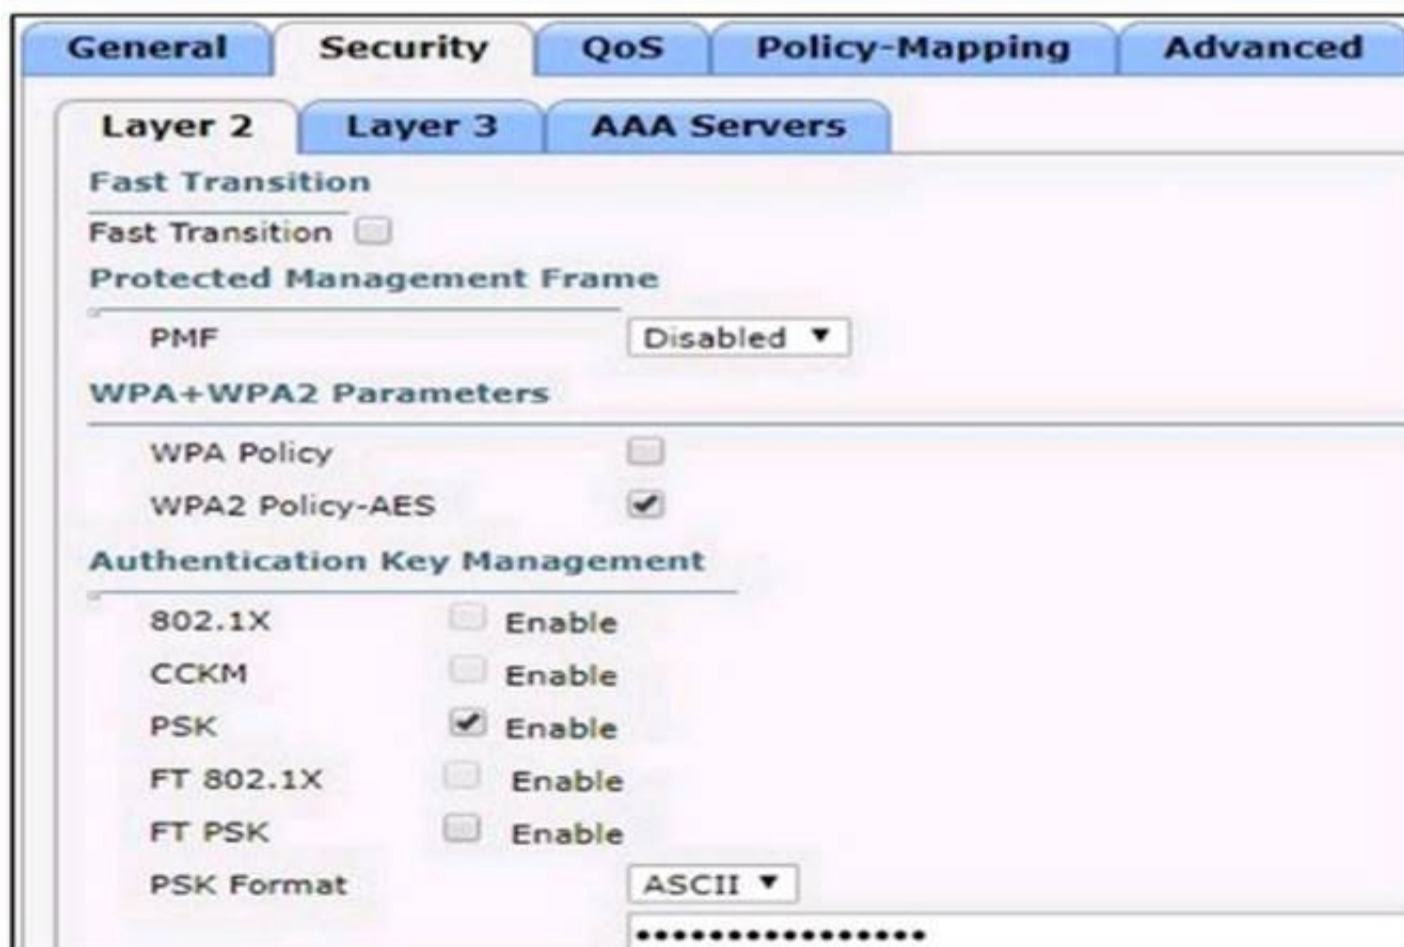 General Security QoS Policy-Mapping Advanced
Layer 2 Layer 3 AAA Servers
Fast Transition
Fast Transition
Protected Management Frame
PMF Disabled
WPA+WPA2 Parameters
WPA Policy
WPA2 Policy-AES
Authentication Key Management
802.1X Enable
CCKM Enable
PSK Enable
FT 802.1X Enable
FT PSK Enable
PSK Format ASCII
••••••••••••••••